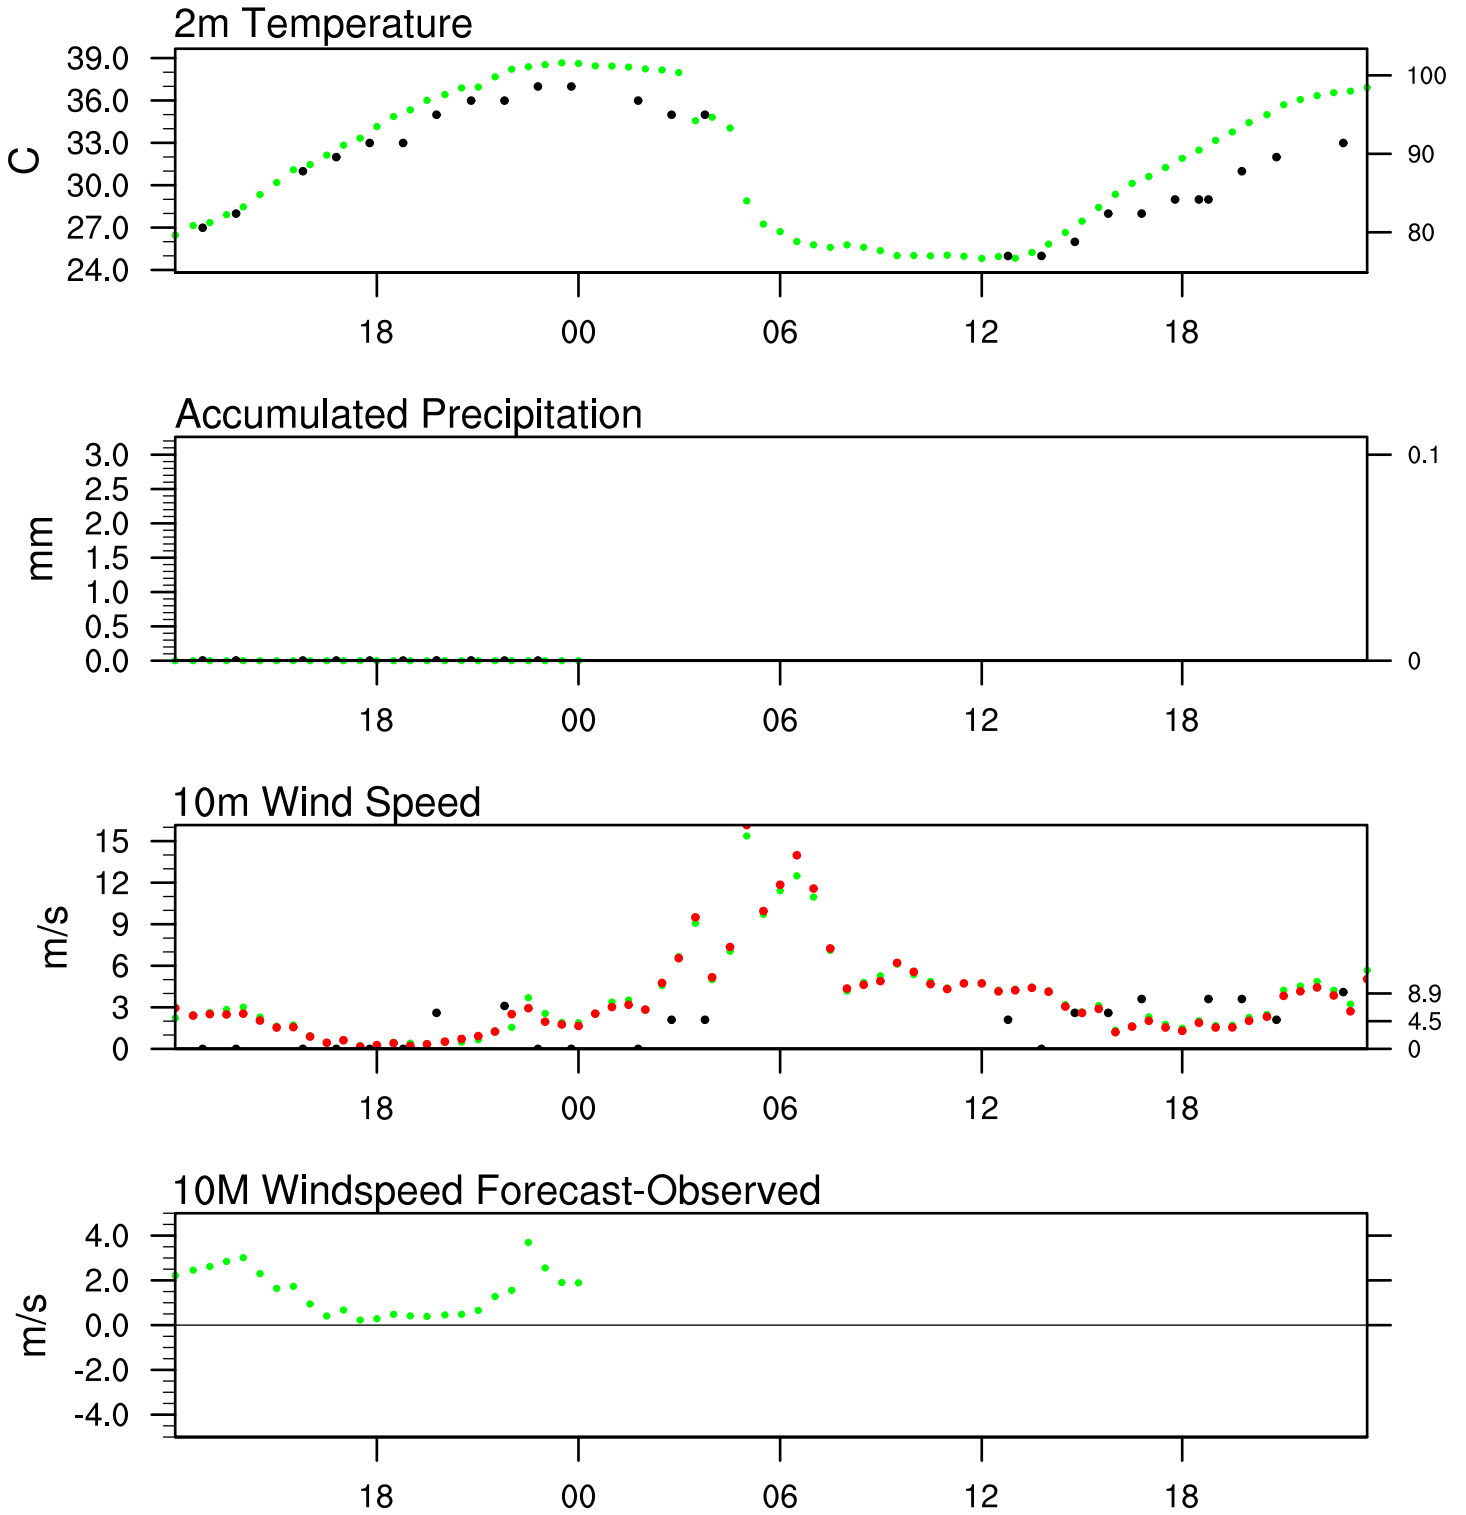 2m Temperature
39.0
36.0
33.0
30.0
27.0
24.0
C
100
90
80
18 00 06 12 18
Accumulated Precipitation
3.0
2.5
2.0
1.5
1.0
0.5
0.0
mm
0.1
0
18 00 06 12 18
10m Wind Speed
15
12
9
6
3
0
m/s
8.9
4.5
0
18 00 06 12 18
10M Windspeed Forecast-Observed
4.0
2.0
0.0
-2.0
-4.0
m/s
18 00 06 12 18